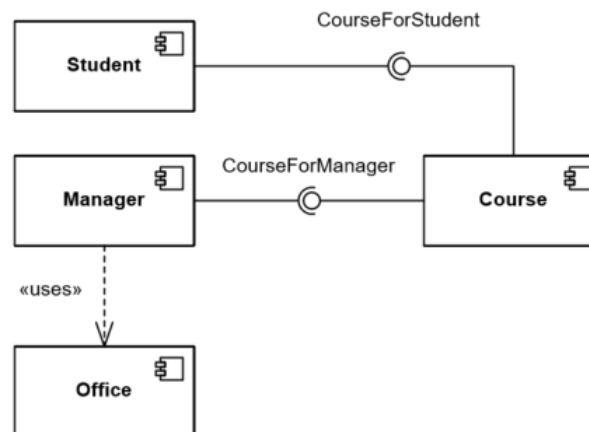 CourseForStudent
Student
CourseForManager
Manager
Course
«uses»
Office